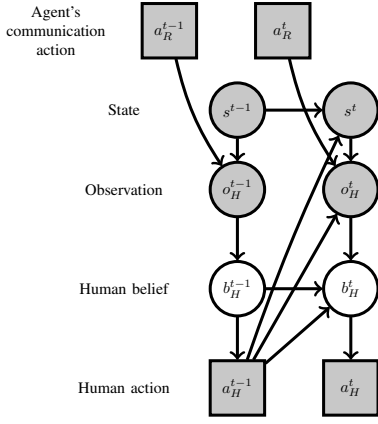 Agent's
communication
action
a_R^{t-1}
a_R^t
State
s^{t-1}
s^t
Observation
o_H^{t-1}
o_H^t
Human belief
b_H^{t-1}
b_H^t
Human action
a_H^{t-1}
a_H^t